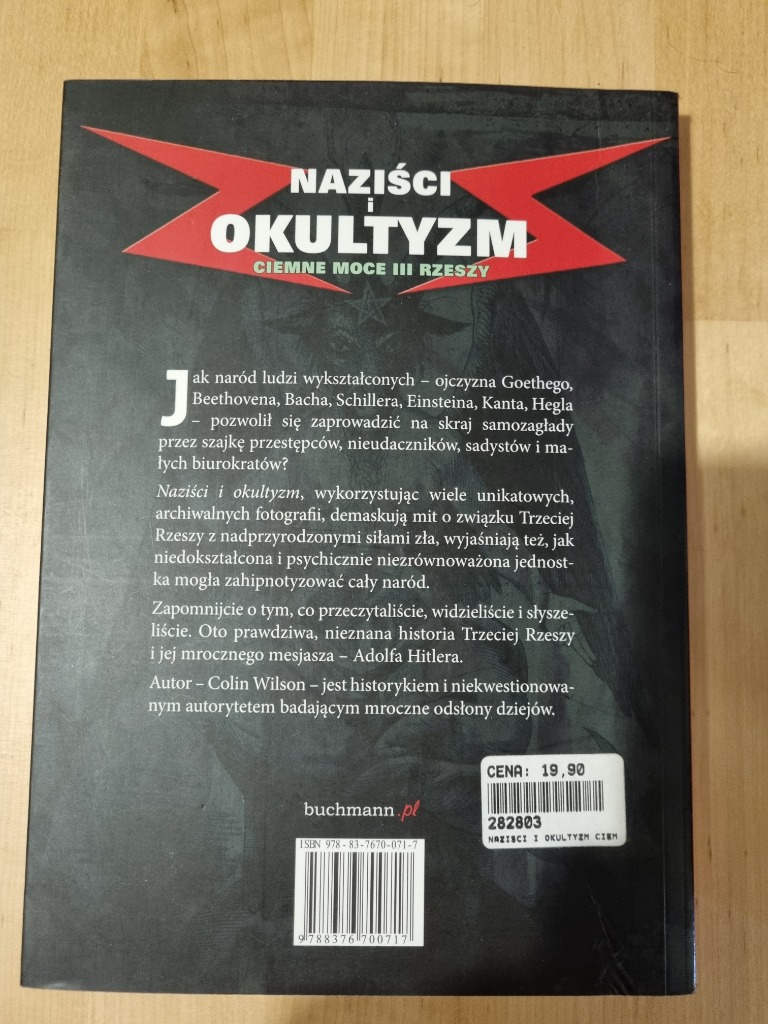 NAZIŚCI
i
OKULTYZM
CIEMNE MOCE III RZESZY
Jak naród ludzi wykształconych – ojczyzna Goethego,
Beethovena, Bacha, Schillera, Einsteina, Kanta, Hegla
– pozwolił się zaprowadzić na skraj samozagłady
przez szajkę przestępców, nieudaczników, sadystów i ma-
łych biurokratów?
Naziści i okultyzm, wykorzystując wiele unikatowych,
archiwalnych fotografii, demaskują mit o związku Trzeciej
Rzeszy z nadprzyrodzonymi siłami zła, wyjaśniają też, jak
niedokształcona i psychicznie niezrównoważona jednost-
ka mogła zahipnotyzować cały naród.
Zapomnijcie o tym, co przeczytaliście, widzieliście i słysze-
liście. Oto prawdziwa, nieznana historia Trzeciej Rzeszy
i jej mrocznego mesjasza – Adolfa Hitlera.
Autor – Colin Wilson – jest historykiem i niekwestionowa-
nym autorytetem badającym mroczne odsłony dziejów.
CENA: 19,90
282803
NAZIŚCI I OKULTYZM CIEM
buchmann.pl
ISBN 978-83-7670-071-7
9 788376 700717